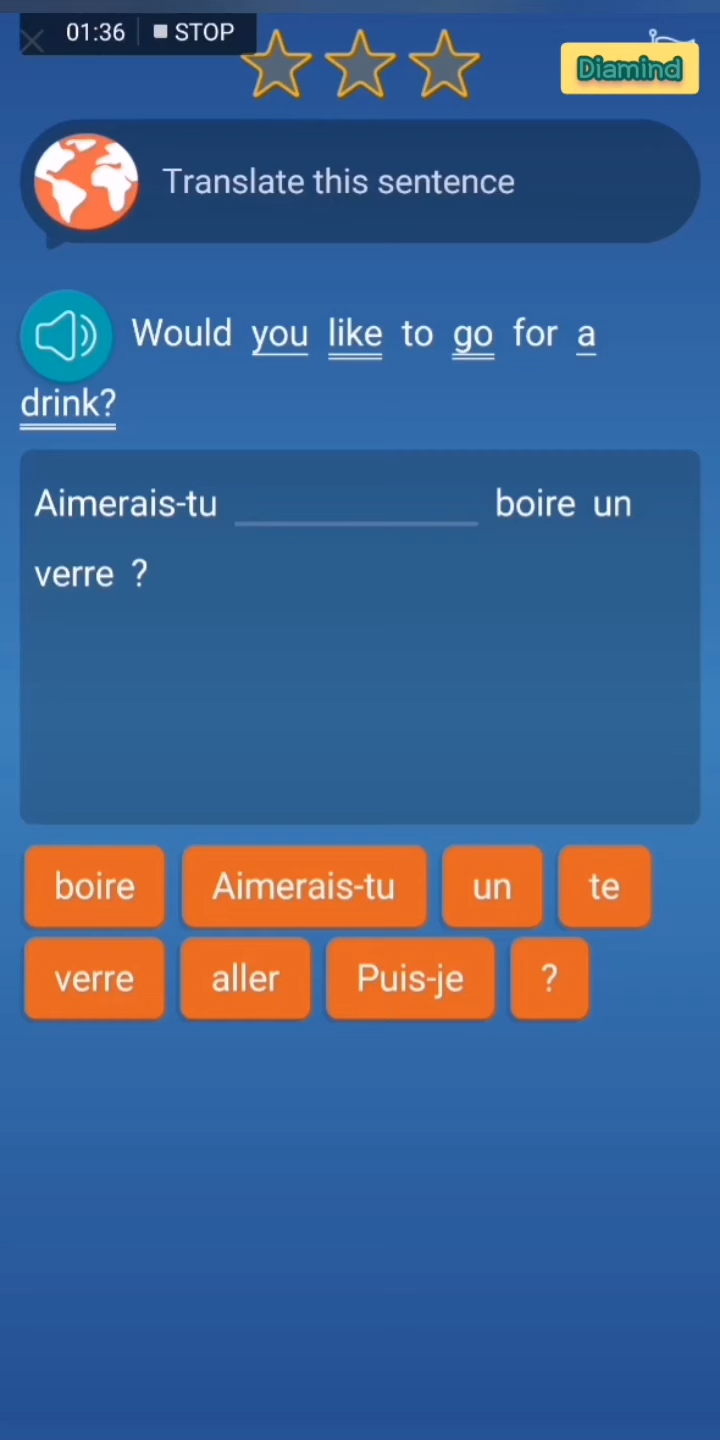 01:36 STOP
Diamind
Translate this sentence
Would you like to go for a
drink?
Aimerais-tu ____________ boire un
verre ?
boire Aimerais-tu un te
verre aller Puis-je ?